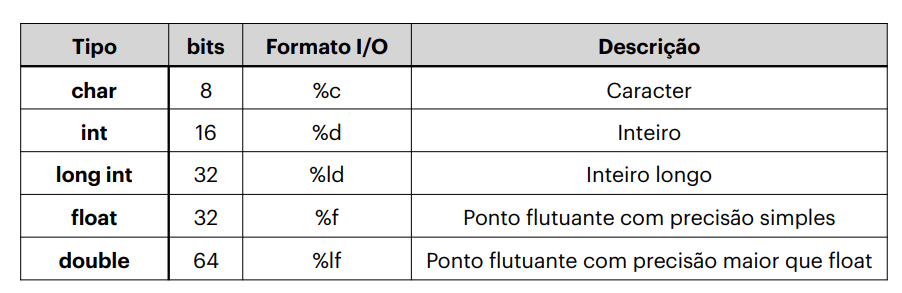 Tipo bits Formato I/O Descrição
char 8 %c Caracter
int 16 %d Inteiro
long int 32 %ld Inteiro longo
float 32 %f Ponto flutuante com precisão simples
double 64 %lf Ponto flutuante com precisão maior que float